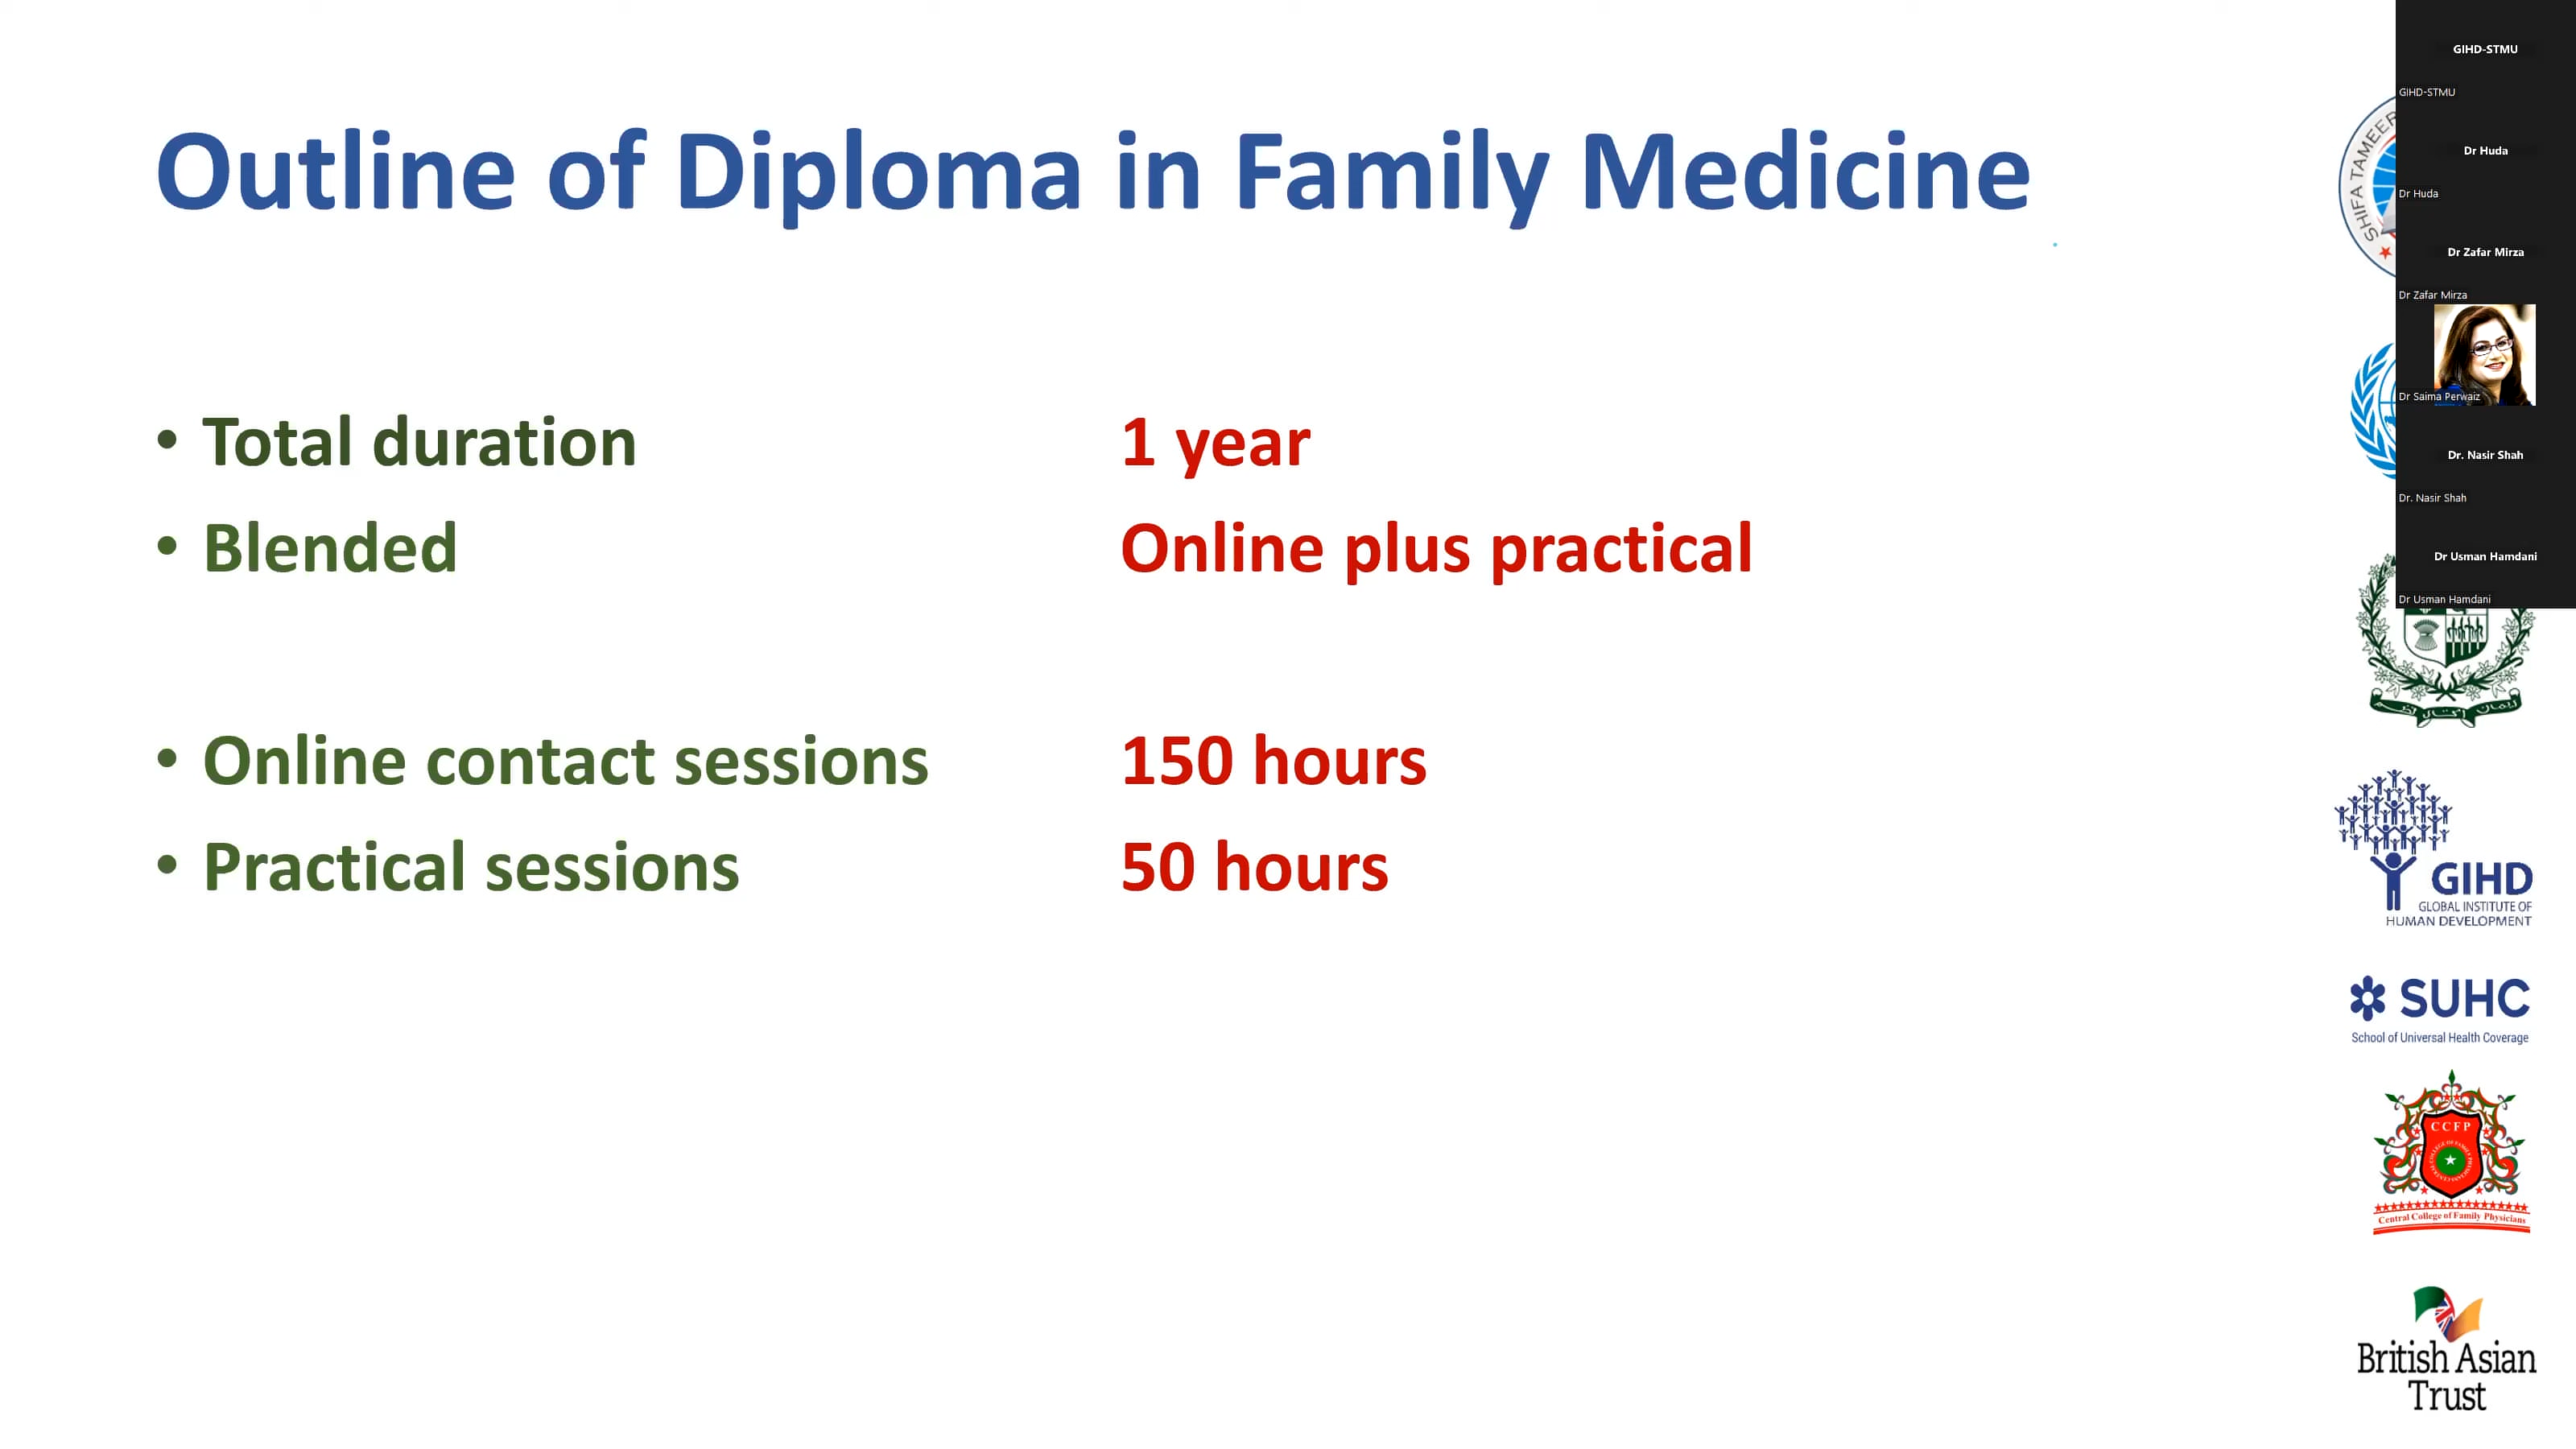 Outline of Diploma in Family Medicine
• Total duration 1 year
• Blended Online plus practical
• Online contact sessions 150 hours
• Practical sessions 50 hours
GIHD-STMU
GIHD-STMU
Dr Huda
Dr Huda
Dr Zafar Mirza
Dr Zafar Mirza
Dr Saima Perwaiz
Dr. Nasir Shah
Dr. Nasir Shah
Dr Usman Hamdani
Dr Usman Hamdani
SHIFA TAMEER
GIHD
GLOBAL INSTITUTE OF
HUMAN DEVELOPMENT
SUHC
School of Universal Health Coverage
CCFP
Central College of Family Physicians
British Asian
Trust